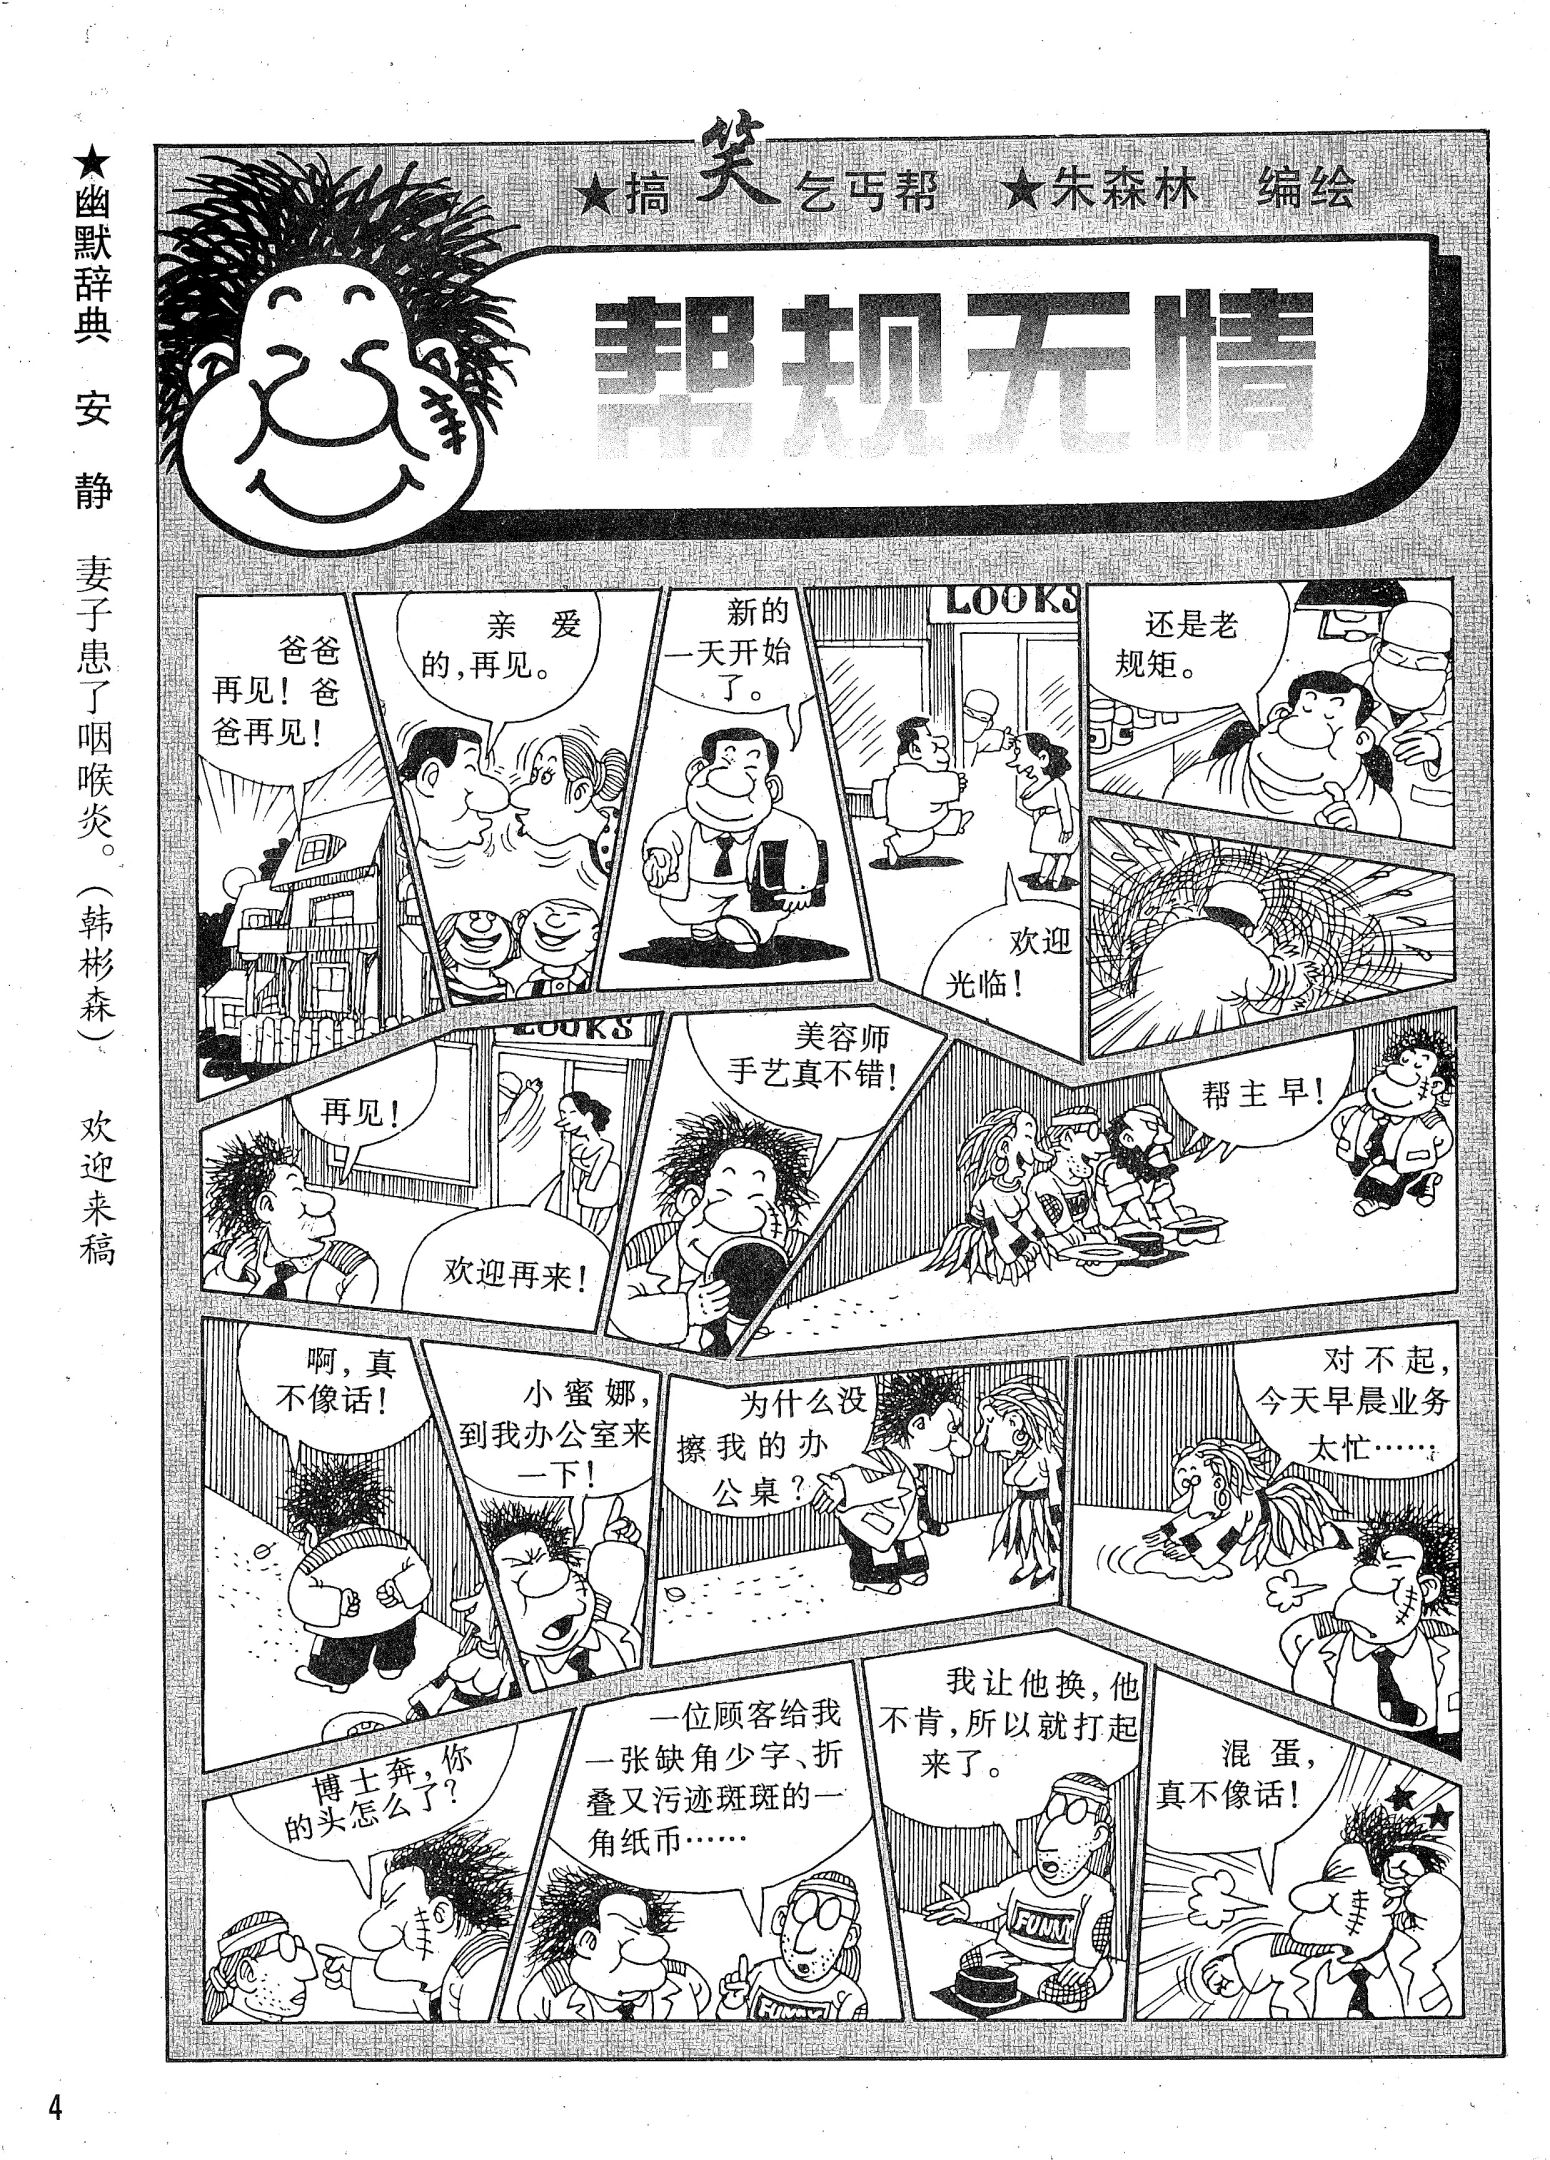 ★搞笑乞丐帮 ★朱森林 编绘
帮规无情
★幽默辞典 安静 妻子患了咽喉炎。(韩彬森) 欢迎来稿
爸爸
再见！爸
爸再见！
亲爱
的,再见。
新的
一天开始
了。
LOOKS
欢迎
光临！
还是老
规矩。
再见！
LOOKS
欢迎再来！
美容师
手艺真不错！
帮主早！
啊,真
不像话！
小蜜娜,
到我办公室来
一下！
为什么没
擦我的办
公桌？
对不起,
今天早晨业务
太忙……
博士奔,你
的头怎么了？
一位顾客给我
一张缺角少字、折
叠又污迹斑斑的一
角纸币……
FUNNY
我让他换,他
不肯,所以就打起
来了。
FUNNY
混蛋,
真不像话！
4